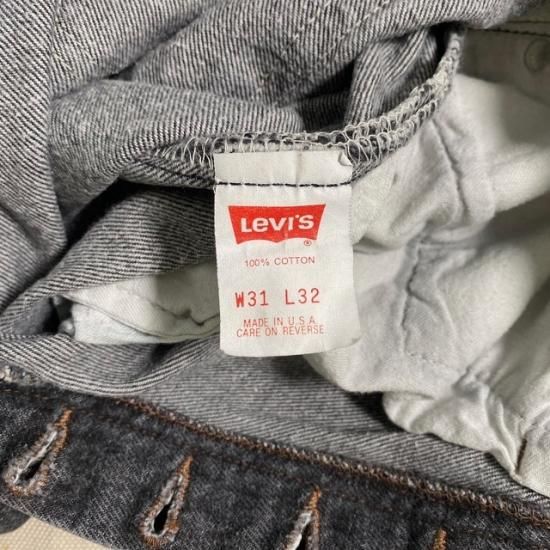 Levi's
®
100% COTTON
W31 L32
MADE IN U.S.A.
CARE ON REVERSE